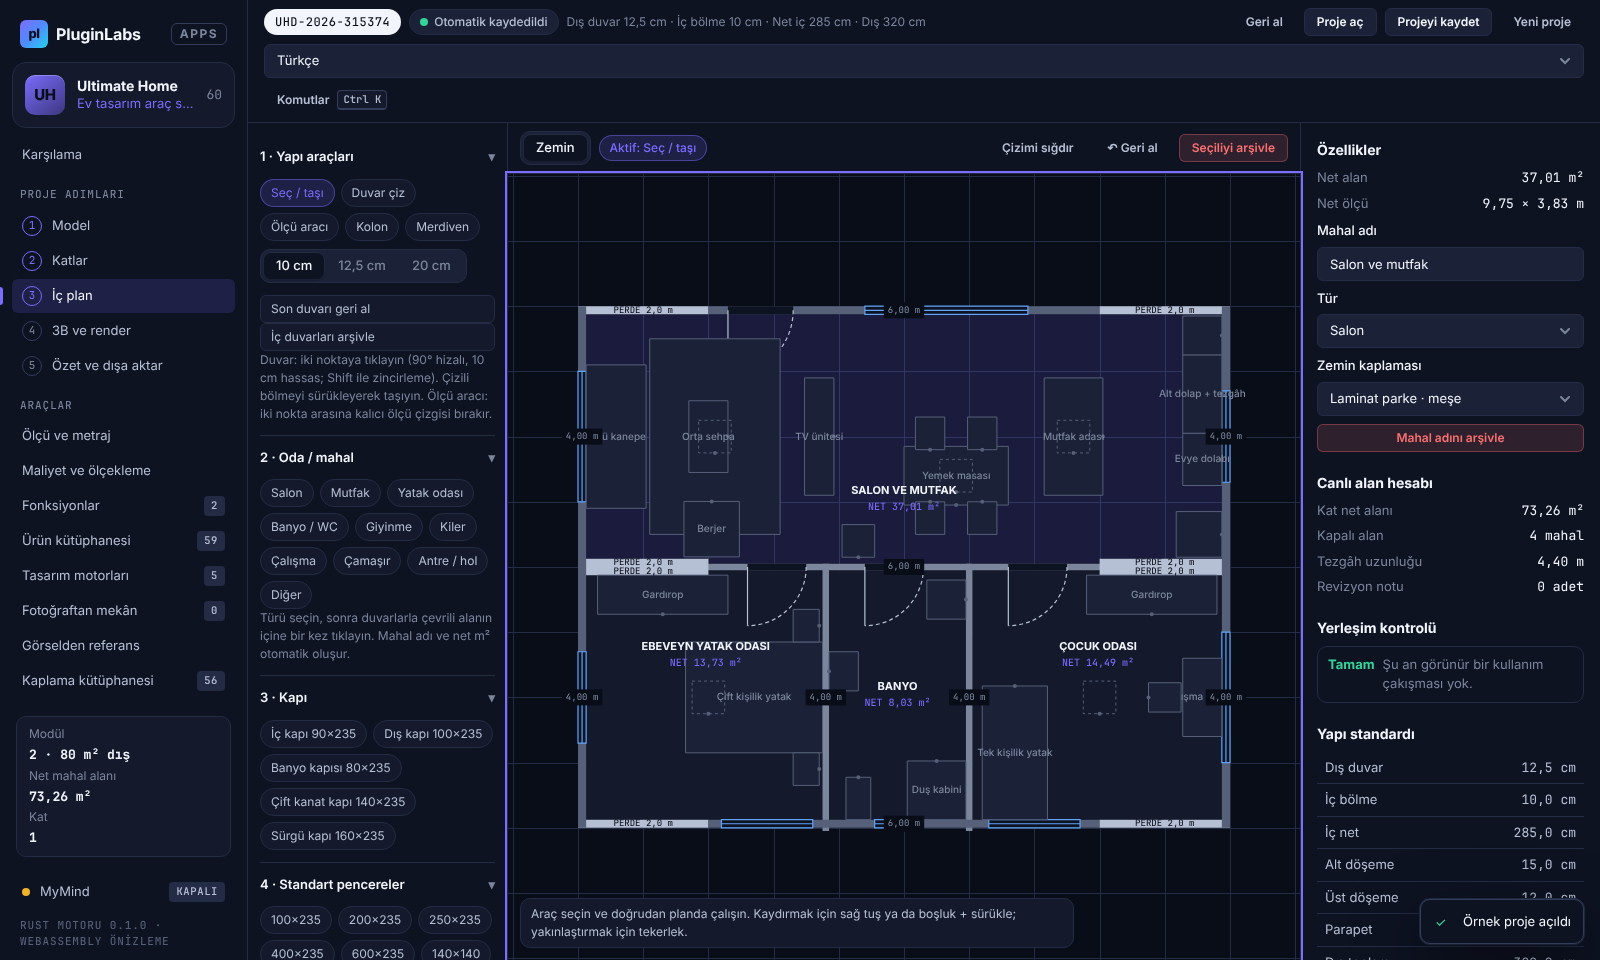 pl PluginLabs APPS
UH Ultimate Home 60
Ev tasarım araç s...
Karşılama
PROJE ADIMLARI
1 Model
2 Katlar
3 İç plan
4 3B ve render
5 Özet ve dışa aktar
ARAÇLAR
Ölçü ve metraj
Maliyet ve ölçekleme
Fonksiyonlar 2
Ürün kütüphanesi 59
Tasarım motorları 5
Fotoğraftan mekân 0
Görselden referans
Kaplama kütüphanesi 56
Modül
2 · 80 m² dış
Net mahal alanı
73,26 m²
Kat
1
MyMind KAPALI
RUST MOTORU 0.1.0 ·
WEBASSEMBLY ÖNİZLEME
UHD-2026-315374 Otomatik kaydedildi Dış duvar 12,5 cm · İç bölme 10 cm · Net iç 285 cm · Dış 320 cm Geri al Proje aç Projeyi kaydet Yeni proje
Türkçe
Komutlar Ctrl K
1 · Yapı araçları
Seç / taşı Duvar çiz
Ölçü aracı Kolon Merdiven
10 cm 12,5 cm 20 cm
Son duvarı geri al
İç duvarları arşivle
Duvar: iki noktaya tıklayın (90° hizalı, 10
cm hassas; Shift ile zincirleme). Çizili
bölmeyi sürükleyerek taşıyın. Ölçü aracı:
iki nokta arasına kalıcı ölçü çizgisi bırakır.
2 · Oda / mahal
Salon Mutfak Yatak odası
Banyo / WC Giyinme Kiler
Çalışma Çamaşır Antre / hol
Diğer
Türü seçin, sonra duvarlarla çevrili alanın
içine bir kez tıklayın. Mahal adı ve net m²
otomatik oluşur.
3 · Kapı
İç kapı 90×235 Dış kapı 100×235
Banyo kapısı 80×235
Çift kanat kapı 140×235
Sürgü kapı 160×235
4 · Standart pencereler
100×235 200×235 250×235
400×235 600×235 140×140
Zemin Aktif: Seç / taşı Çizimi sığdır ↶ Geri al Seçiliyi arşivle
PERDE 2,0 m 6,00 m PERDE 2,0 m
Alt dolap + tezgâh
4,00 m ü kanepe Orta sehpa TV ünitesi Mutfak adası 4,00 m
Evye dolabı
Yemek masası
SALON VE MUTFAK
NET 37,01 m²
Berjer
PERDE 2,0 m 6,00 m PERDE 2,0 m
PERDE 2,0 m PERDE 2,0 m
Gardırop Gardırop
EBEVEYN YATAK ODASI ÇOCUK ODASI
NET 13,73 m² NET 14,49 m²
BANYO
NET 8,03 m²
4,00 m Çift kişilik yatak 4,00 m 4,00 m şma 4,00 m
Tek kişilik yatak
Duş kabini
PERDE 2,0 m 6,00 m PERDE 2,0 m
Araç seçin ve doğrudan planda çalışın. Kaydırmak için sağ tuş ya da boşluk + sürükle;
yakınlaştırmak için tekerlek.
Özellikler
Net alan 37,01 m²
Net ölçü 9,75 × 3,83 m
Mahal adı
Salon ve mutfak
Tür
Salon
Zemin kaplaması
Laminat parke · meşe
Mahal adını arşivle
Canlı alan hesabı
Kat net alanı 73,26 m²
Kapalı alan 4 mahal
Tezgâh uzunluğu 4,40 m
Revizyon notu 0 adet
Yerleşim kontrolü
Tamam Şu an görünür bir kullanım
çakışması yok.
Yapı standardı
Dış duvar 12,5 cm
İç bölme 10,0 cm
İç net 285,0 cm
Alt döşeme 15,0 cm
Üst döşeme 12,0 cm
Parapet
✓ Örnek proje açıldı